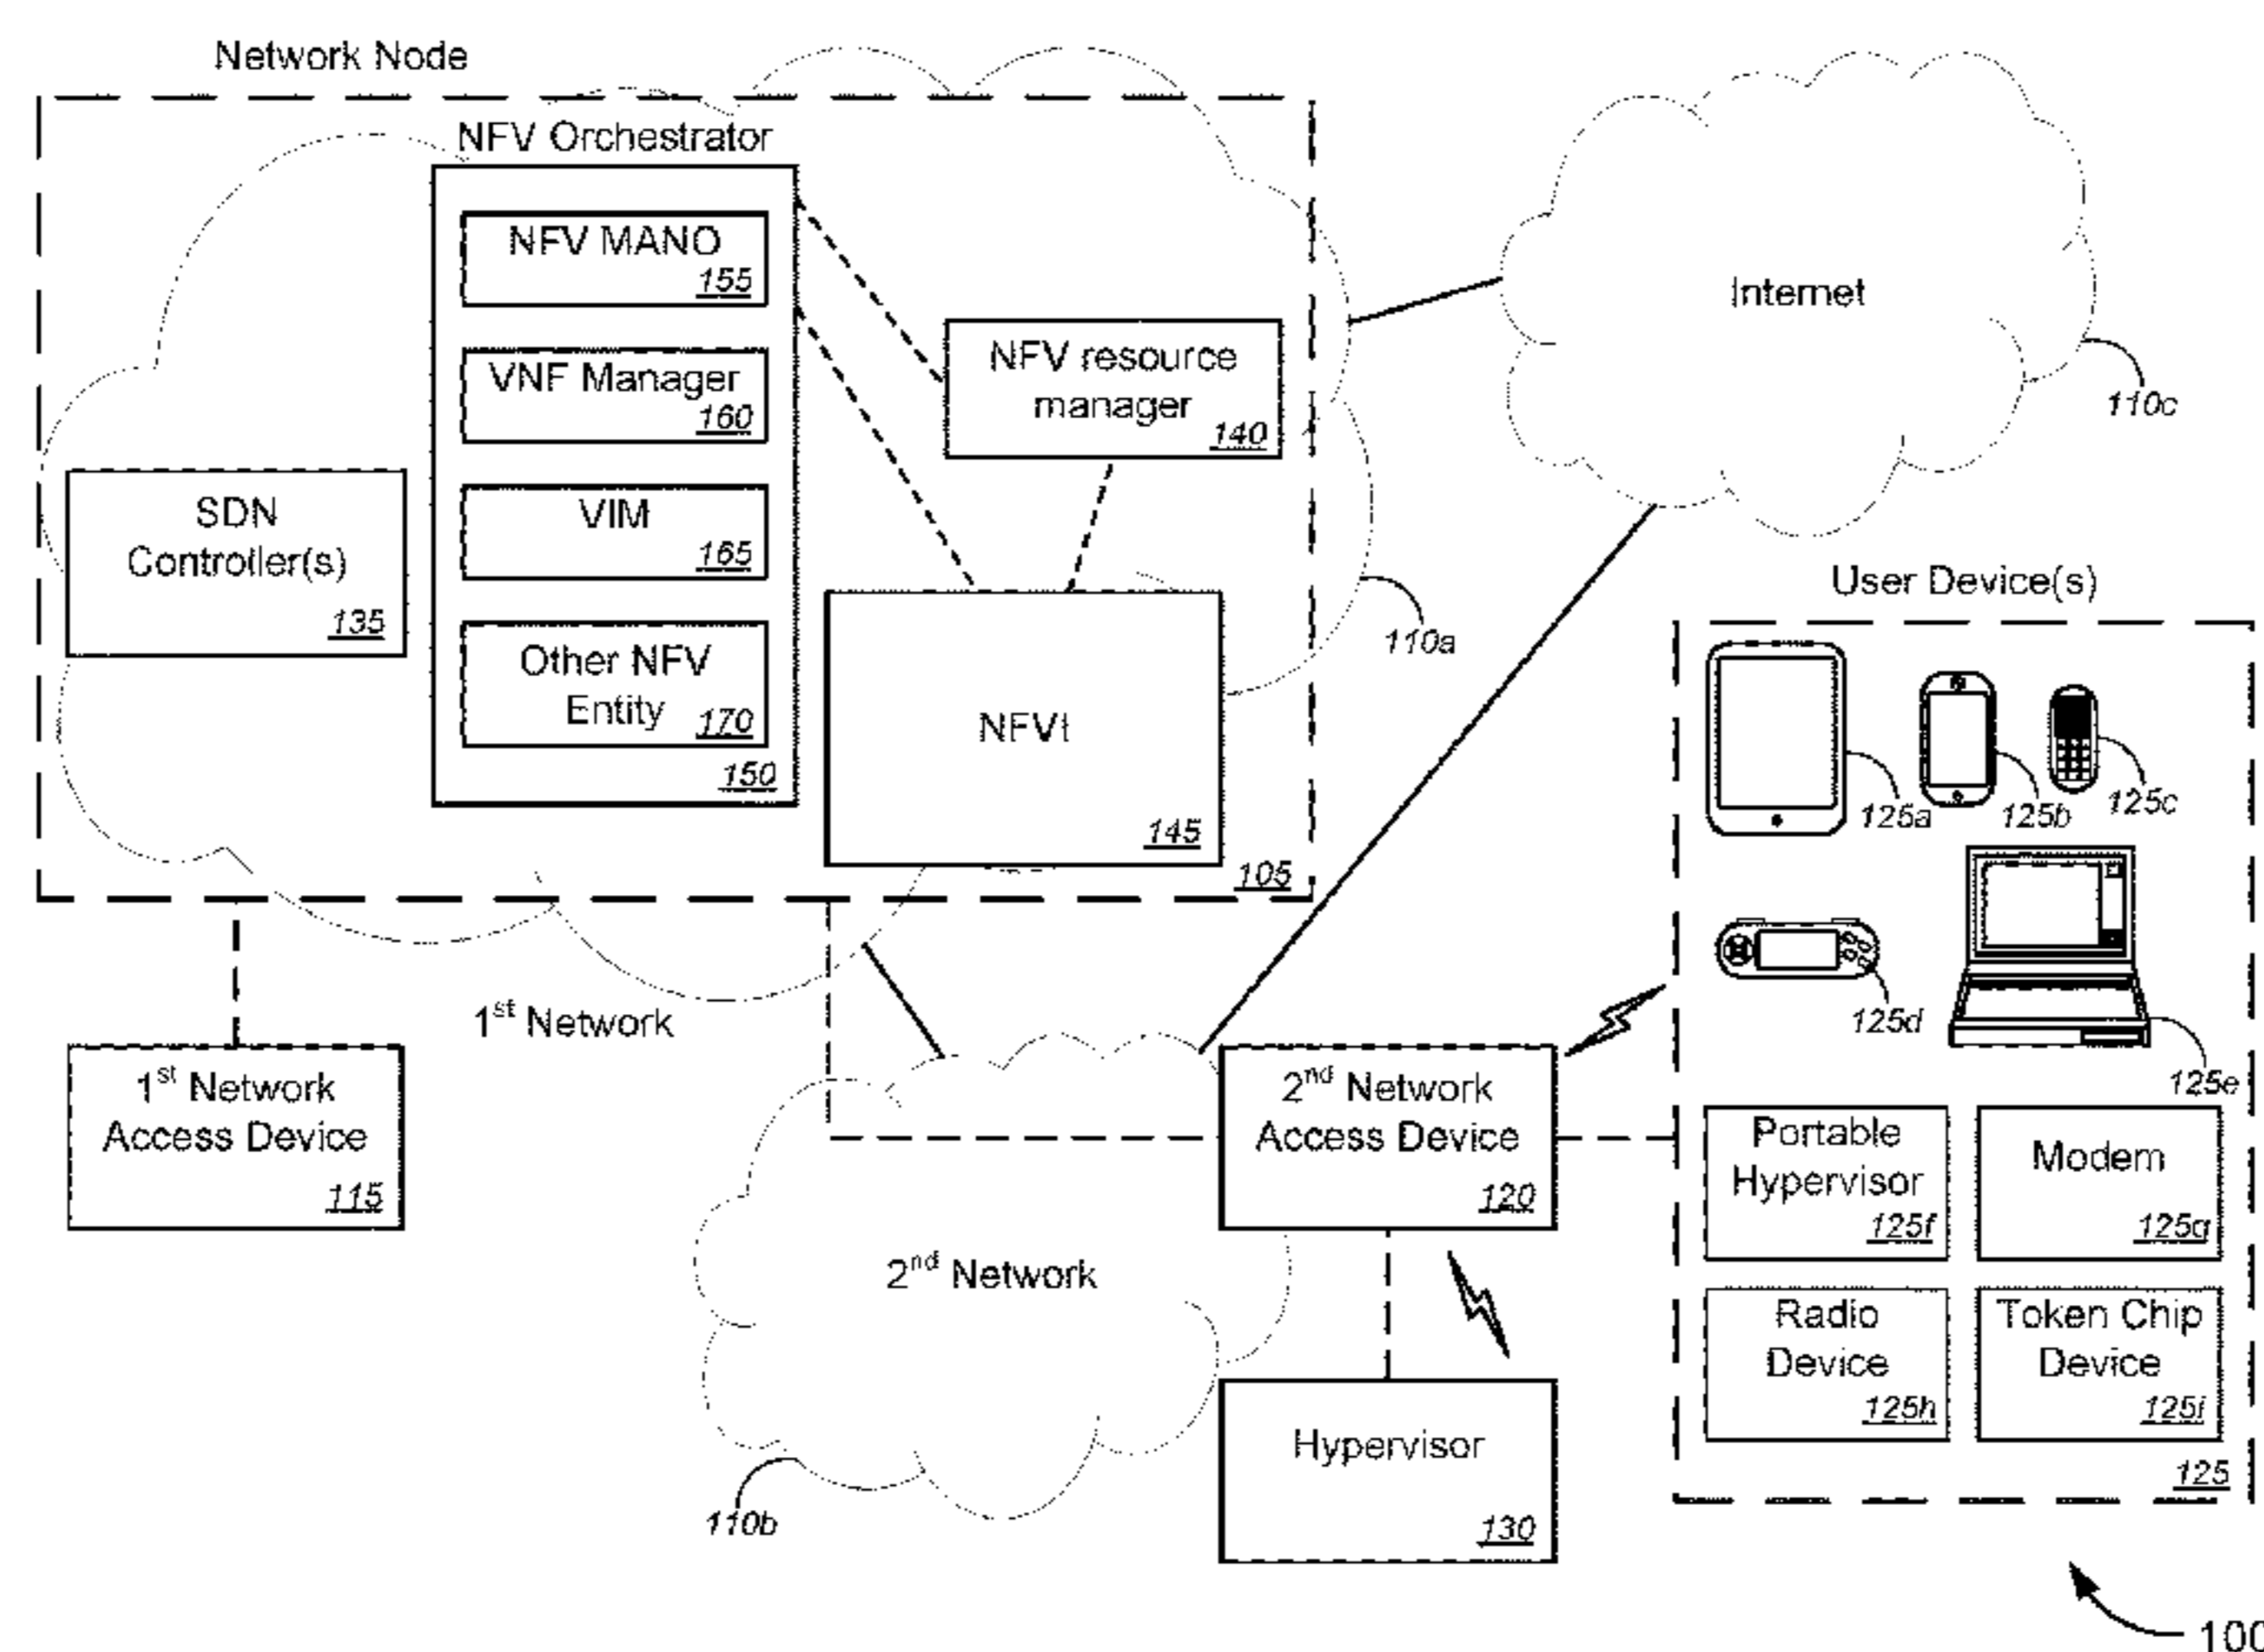 Network Node
NFV Orchestrator
NFV MANO
155
VNF Manager
160
VIM
165
Other NFV
Entity
170
150
SDN
Controller(s)
135
NFV resource
manager
140
NFVI
145
105
110a
Internet
110c
1st Network
1st Network
Access Device
115
2nd Network
110b
2nd Network
Access Device
120
Hypervisor
130
User Device(s)
125a
125b
125c
125d
125e
Portable
Hypervisor
125f
Modem
125g
Radio
Device
125h
Token Chip
Device
125i
125
100